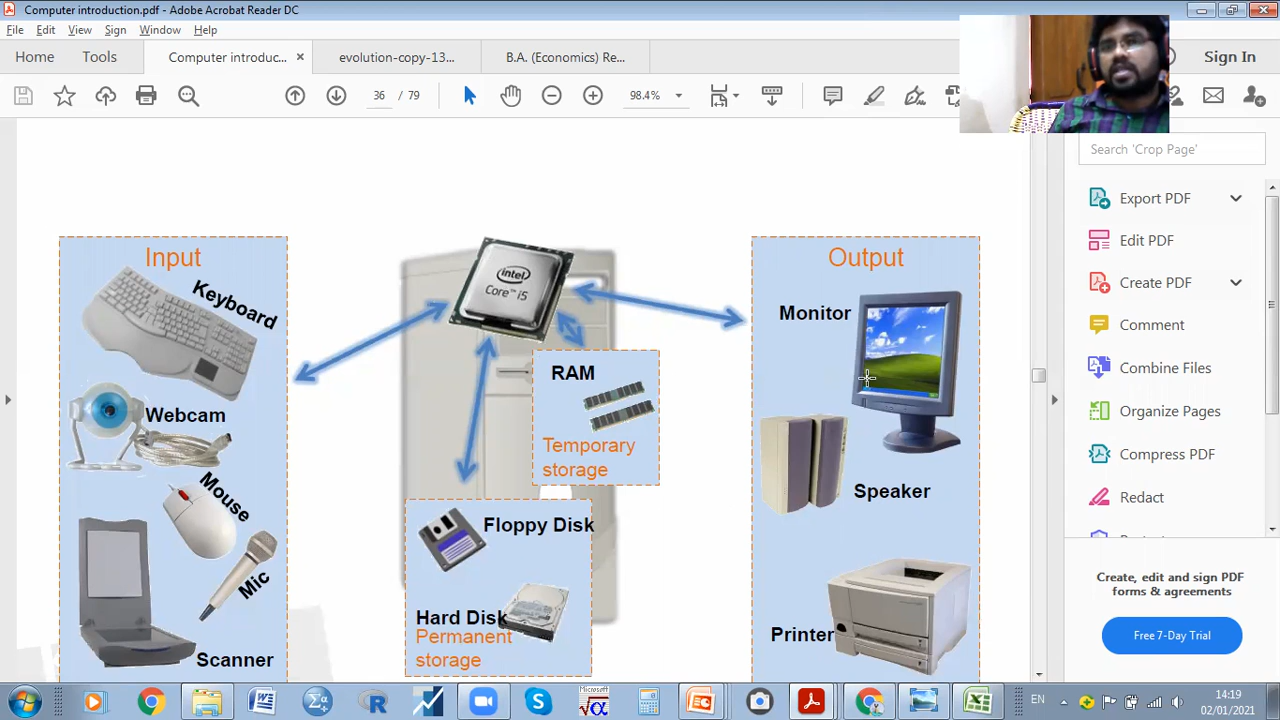 Computer introduction.pdf - Adobe Acrobat Reader DC
File Edit View Sign Window Help
Home Tools Computer introduc... × evolution-copy-13... B.A. (Economics) Re... Sign In
36 / 79 98.4%
Search 'Crop Page'
Export PDF
Edit PDF
Create PDF
Comment
Combine Files
Organize Pages
Compress PDF
Redact
Create, edit and sign PDF
forms & agreements
Free 7-Day Trial
Input
Keyboard
Webcam
Mouse
Mic
Scanner
intel
Core™ i5
RAM
Temporary
storage
Floppy Disk
Hard Disk
Permanent
storage
Output
Monitor
Speaker
Printer
Microsoft
EN
14:19
02/01/2021